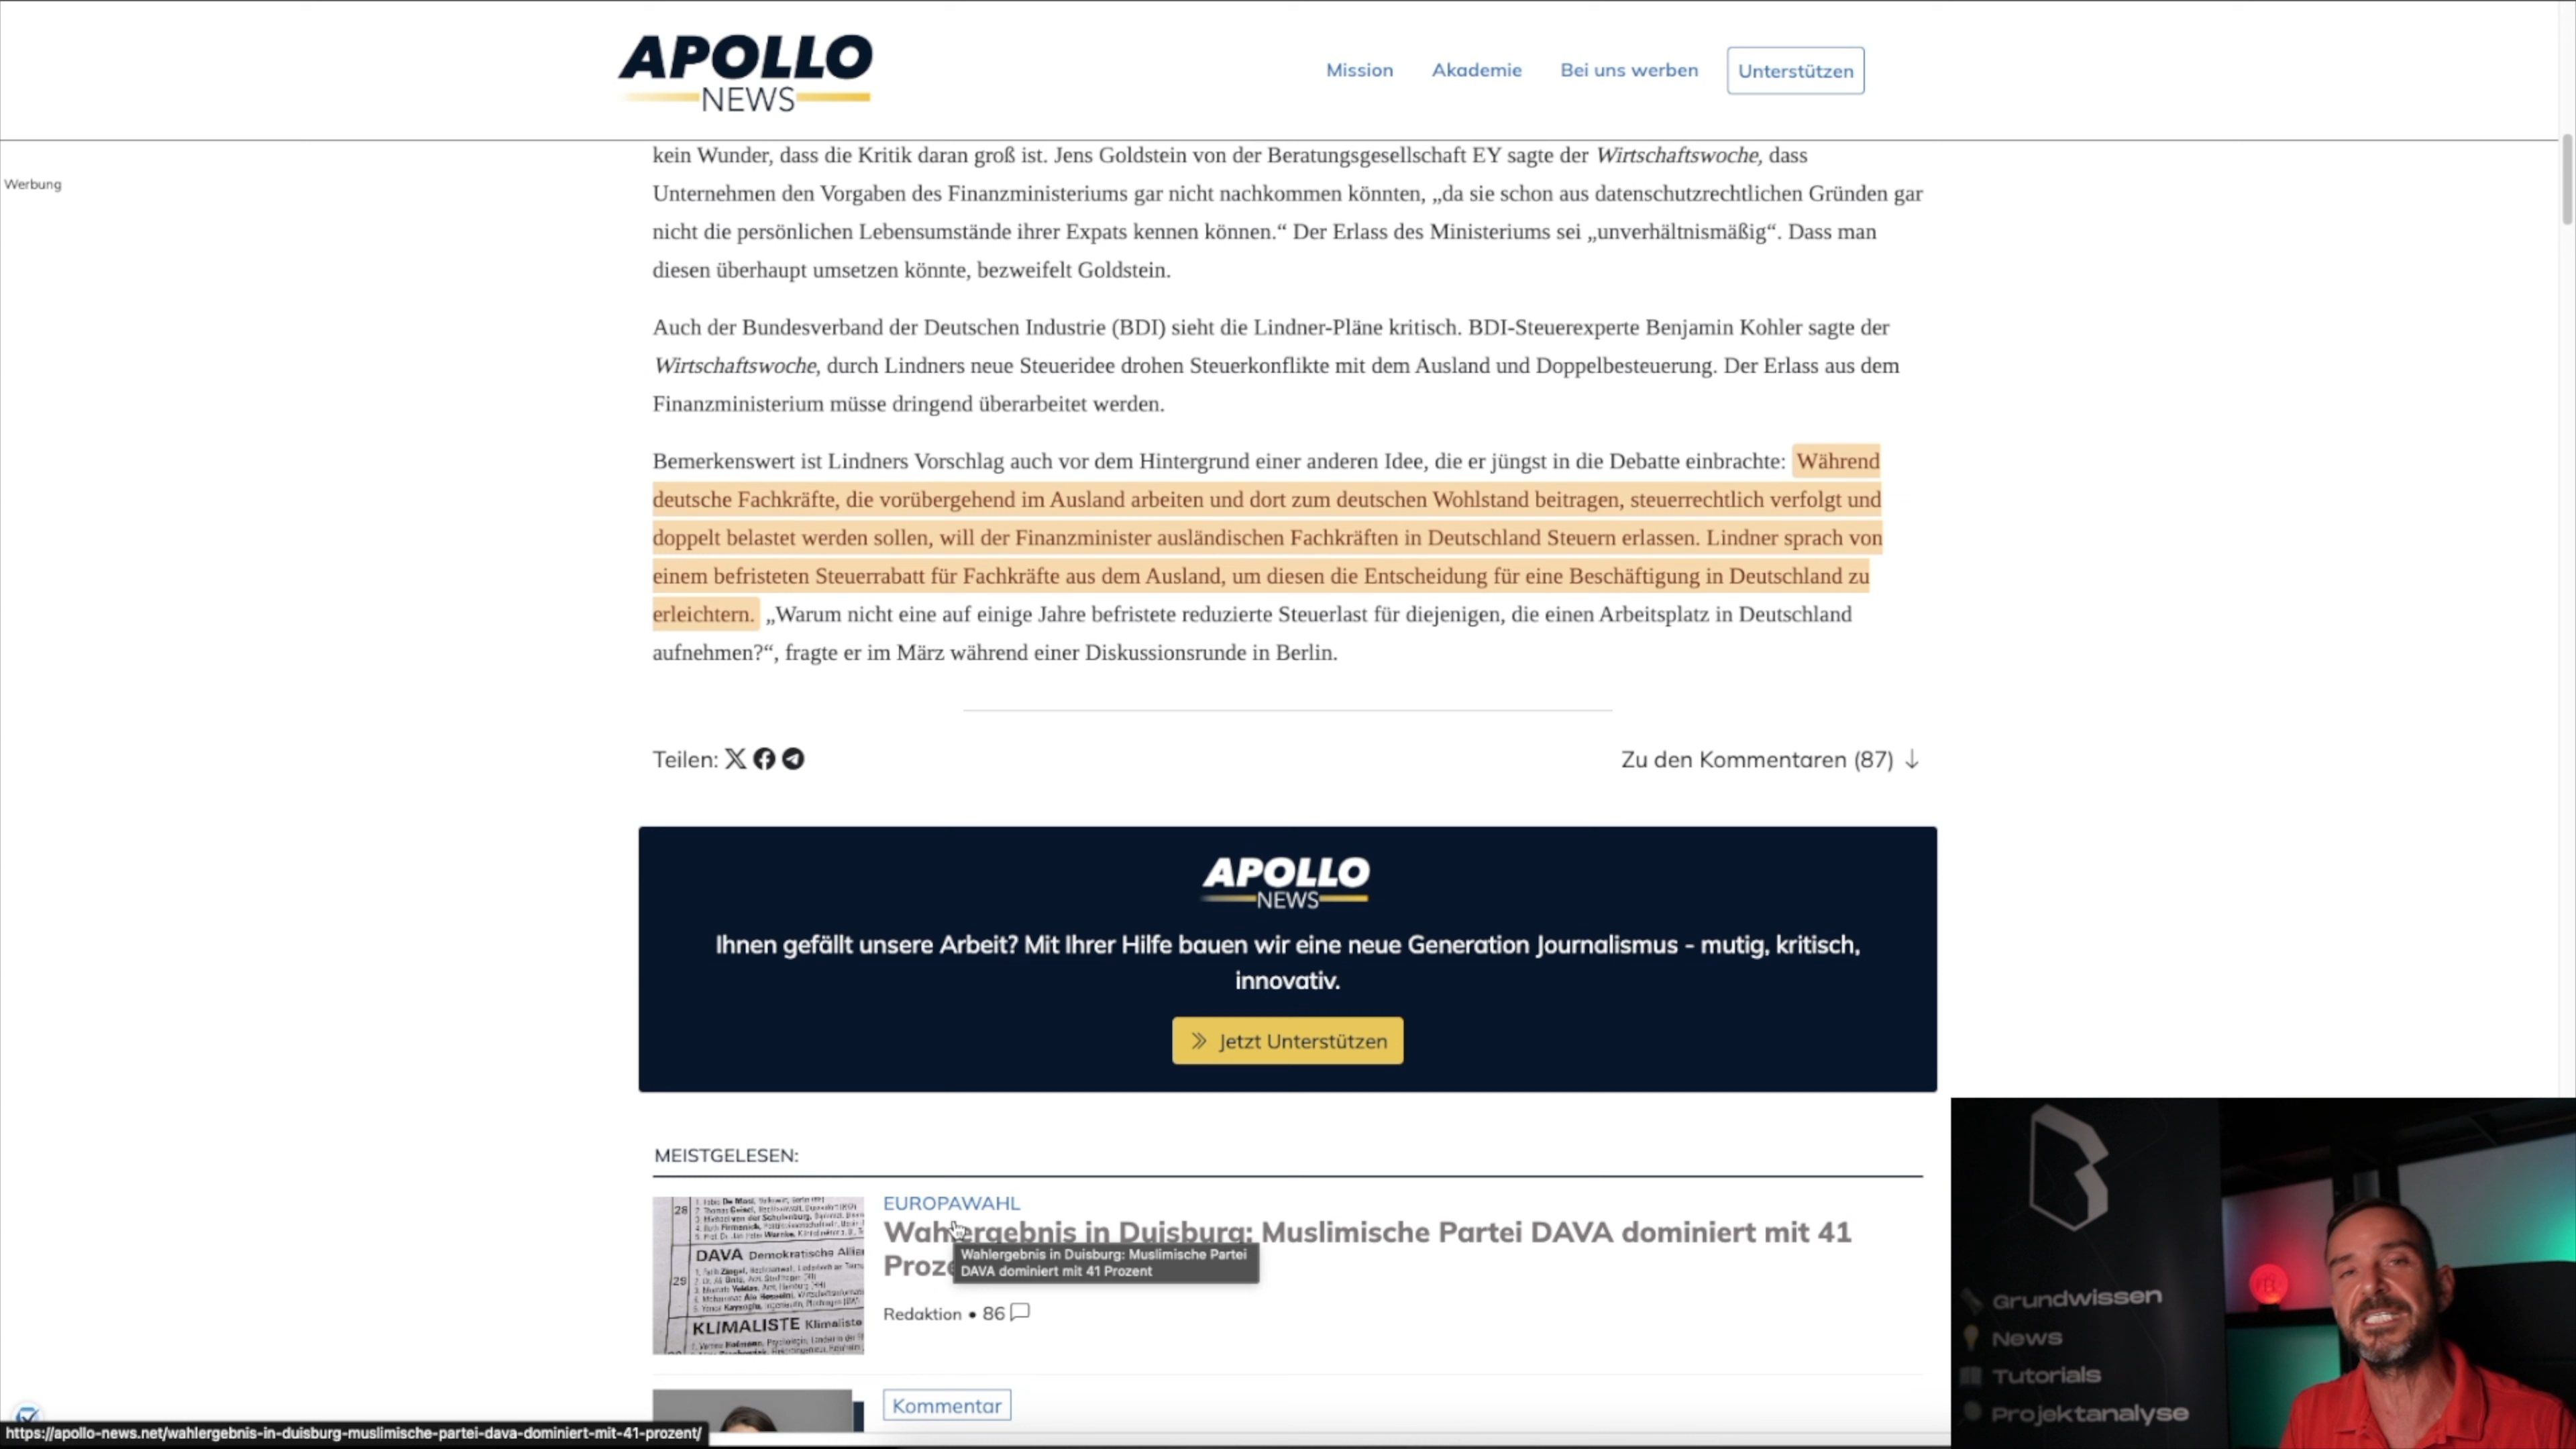 APOLLO
NEWS
Mission
Akademie
Bei uns werben
Unterstützen
Werbung
kein Wunder, dass die Kritik daran groß ist. Jens Goldstein von der Beratungsgesellschaft EY sagte der Wirtschaftswoche, dass
Unternehmen den Vorgaben des Finanzministeriums gar nicht nachkommen könnten, „da sie schon aus datenschutzrechtlichen Gründen gar
nicht die persönlichen Lebensumstände ihrer Expats kennen können.“ Der Erlass des Ministeriums sei „unverhältnismäßig“. Dass man
diesen überhaupt umsetzen könnte, bezweifelt Goldstein.
Auch der Bundesverband der Deutschen Industrie (BDI) sieht die Lindner-Pläne kritisch. BDI-Steuerexperte Benjamin Kohler sagte der
Wirtschaftswoche, durch Lindners neue Steueridee drohen Steuerkonflikte mit dem Ausland und Doppelbesteuerung. Der Erlass aus dem
Finanzministerium müsse dringend überarbeitet werden.
Bemerkenswert ist Lindners Vorschlag auch vor dem Hintergrund einer anderen Idee, die er jüngst in die Debatte einbrachte: Während
deutsche Fachkräfte, die vorübergehend im Ausland arbeiten und dort zum deutschen Wohlstand beitragen, steuerrechtlich verfolgt und
doppelt belastet werden sollen, will der Finanzminister ausländischen Fachkräften in Deutschland Steuern erlassen. Lindner sprach von
einem befristeten Steuerrabatt für Fachkräfte aus dem Ausland, um diesen die Entscheidung für eine Beschäftigung in Deutschland zu
erleichtern. „Warum nicht eine auf einige Jahre befristete reduzierte Steuerlast für diejenigen, die einen Arbeitsplatz in Deutschland
aufnehmen?“, fragte er im März während einer Diskussionsrunde in Berlin.
Teilen:
Zu den Kommentaren (87)
APOLLO
NEWS
Ihnen gefällt unsere Arbeit? Mit Ihrer Hilfe bauen wir eine neue Generation Journalismus - mutig, kritisch,
innovativ.
Jetzt Unterstützen
MEISTGELESEN:
28
DAVA Demokratische Allia
29
KLIMALISTE Klimaliste
EUROPAWAHL
Wahlergebnis in Duisburg: Muslimische Partei DAVA dominiert mit 41
Proze
Wahlergebnis in Duisburg: Muslimische Partei
DAVA dominiert mit 41 Prozent
Redaktion • 86
Kommentar
https://apollo-news.net/wahlergebnis-in-duisburg-muslimische-partei-dava-dominiert-mit-41-prozent/
Grundwissen
News
Tutorials
Projektanalyse